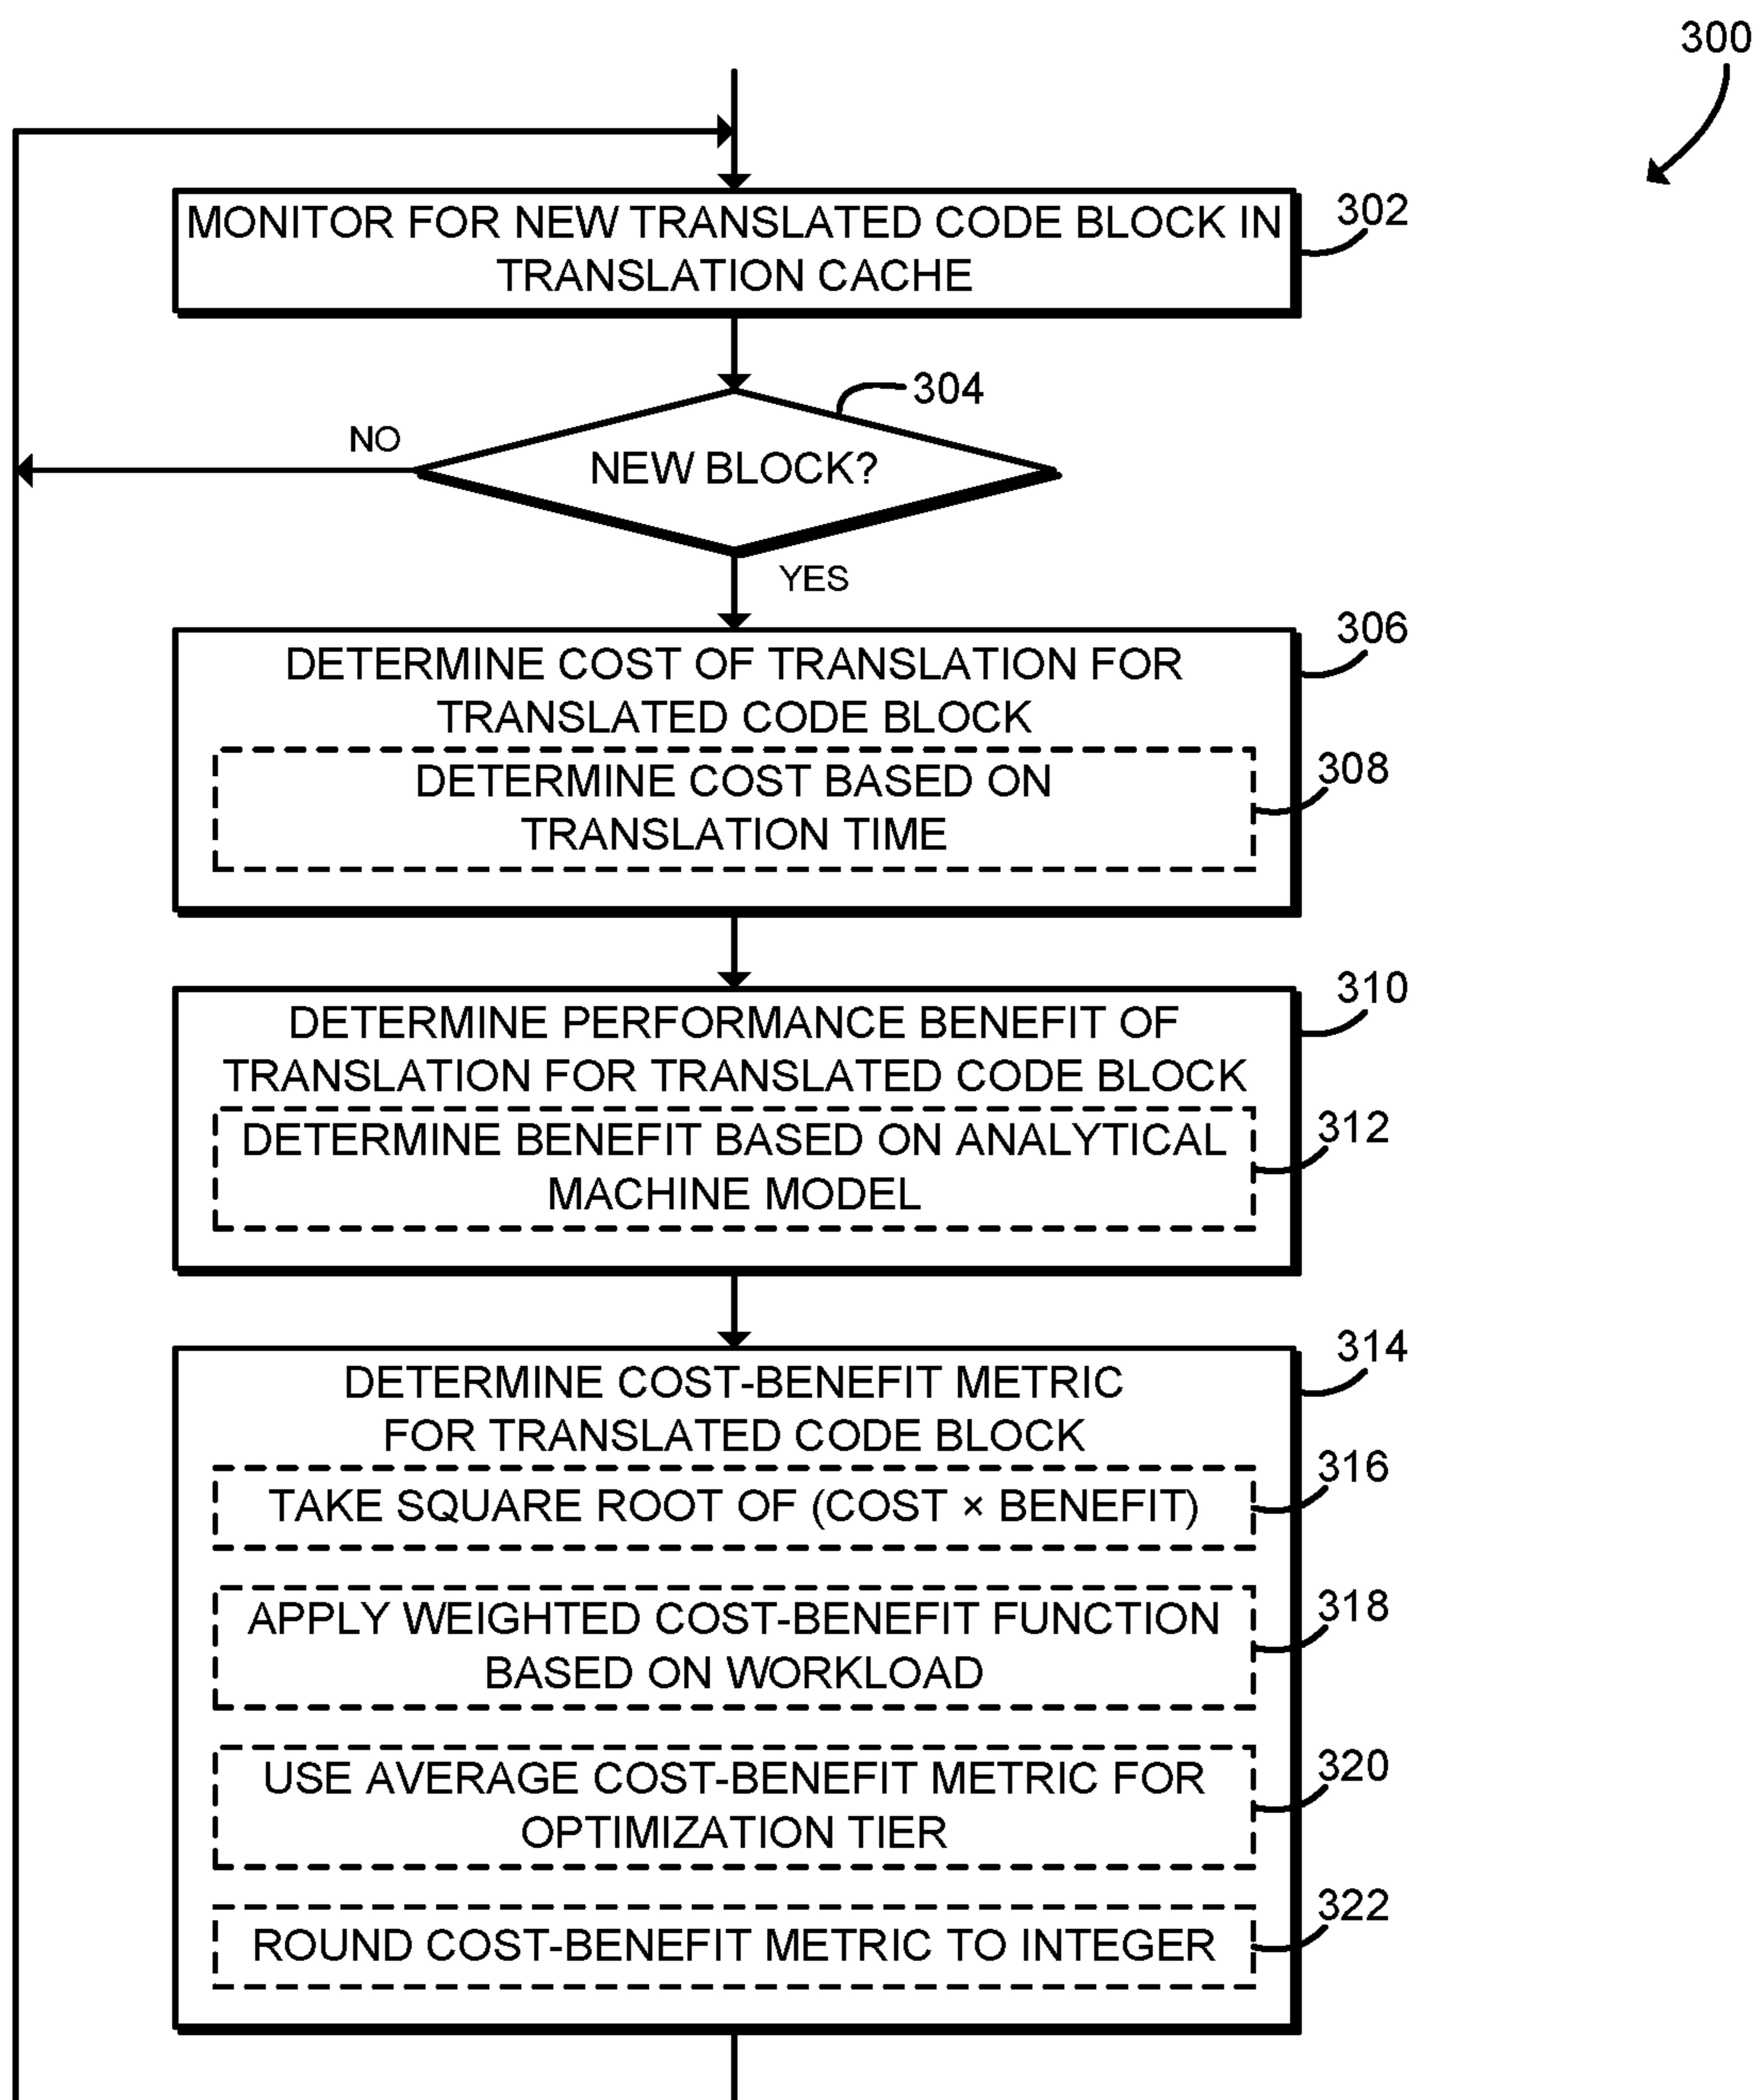 300
MONITOR FOR NEW TRANSLATED CODE BLOCK IN
TRANSLATION CACHE
302
304
NEW BLOCK?
NO
YES
DETERMINE COST OF TRANSLATION FOR
TRANSLATED CODE BLOCK
306
DETERMINE COST BASED ON
TRANSLATION TIME
308
DETERMINE PERFORMANCE BENEFIT OF
TRANSLATION FOR TRANSLATED CODE BLOCK
310
DETERMINE BENEFIT BASED ON ANALYTICAL
MACHINE MODEL
312
DETERMINE COST-BENEFIT METRIC
FOR TRANSLATED CODE BLOCK
314
TAKE SQUARE ROOT OF (COST × BENEFIT)
316
APPLY WEIGHTED COST-BENEFIT FUNCTION
BASED ON WORKLOAD
318
USE AVERAGE COST-BENEFIT METRIC FOR
OPTIMIZATION TIER
320
ROUND COST-BENEFIT METRIC TO INTEGER
322